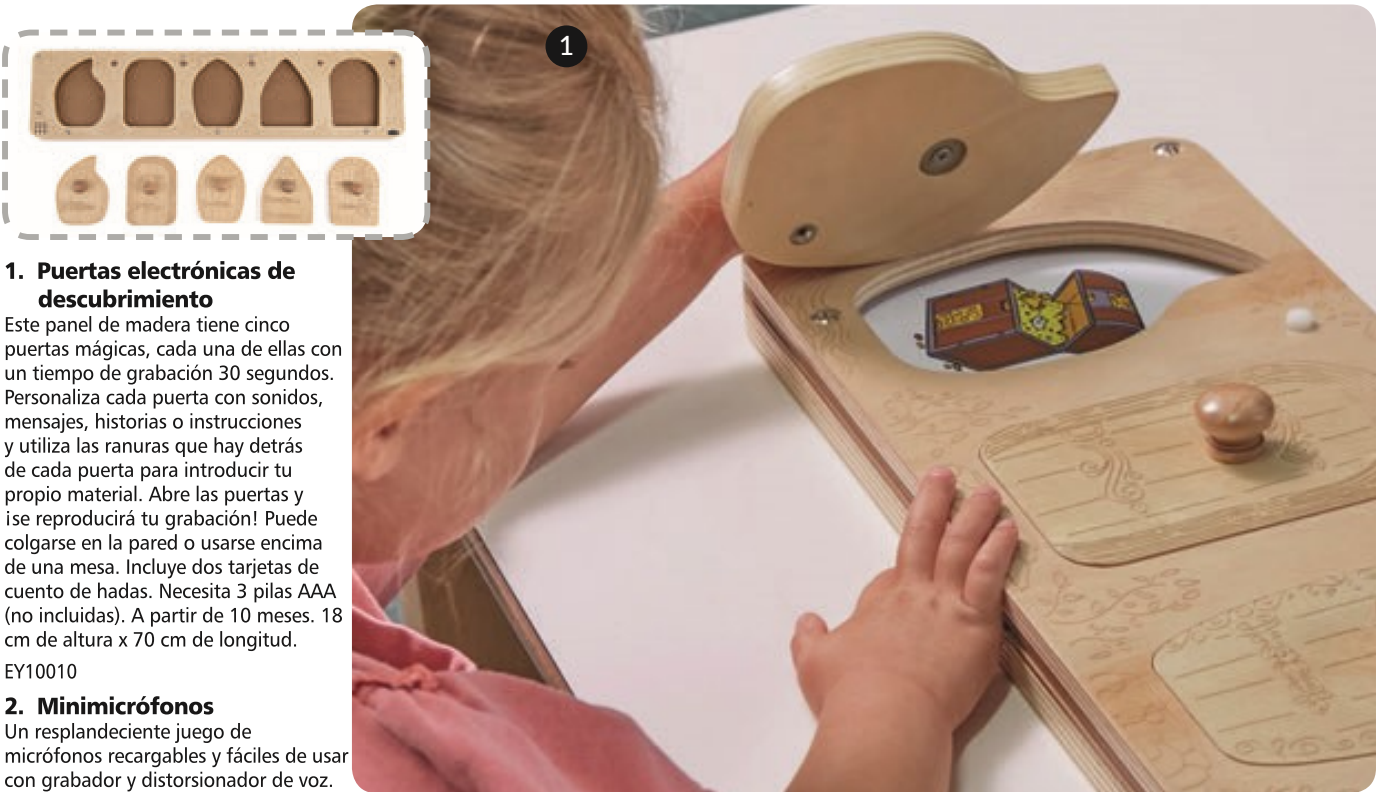 1
1. Puertas electrónicas de
descubrimiento
Este panel de madera tiene cinco
puertas mágicas, cada una de ellas con
un tiempo de grabación 30 segundos.
Personaliza cada puerta con sonidos,
mensajes, historias o instrucciones
y utiliza las ranuras que hay detrás
de cada puerta para introducir tu
propio material. Abre las puertas y
¡se reproducirá tu grabación! Puede
colgarse en la pared o usarse encima
de una mesa. Incluye dos tarjetas de
cuento de hadas. Necesita 3 pilas AAA
(no incluidas). A partir de 10 meses. 18
cm de altura x 70 cm de longitud.
EY10010
2. Minimicrófonos
Un resplandeciente juego de
micrófonos recargables y fáciles de usar
con grabador y distorsionador de voz.